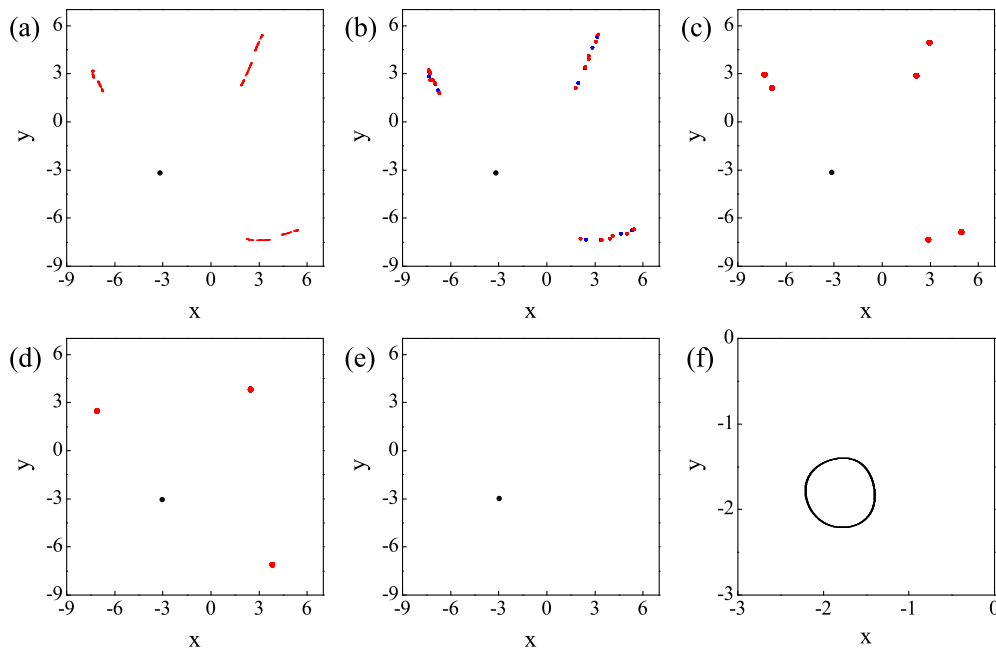 (a) (b) (c)
6 6 6
3 3 3
0 0 0
y y y
-3 -3 -3
-6 -6 -6
-9 -9 -9
-9 -6 -3 0 3 6 -9 -6 -3 0 3 6 -9 -6 -3 0 3 6
x x x
(d) (e) (f)
0
6 6
3 3
-1
0 0
y y y
-3 -3
-2
-6 -6
-9 -9 -3
-9 -6 -3 0 3 6 -9 -6 -3 0 3 6 -3 -2 -1 0
x x x